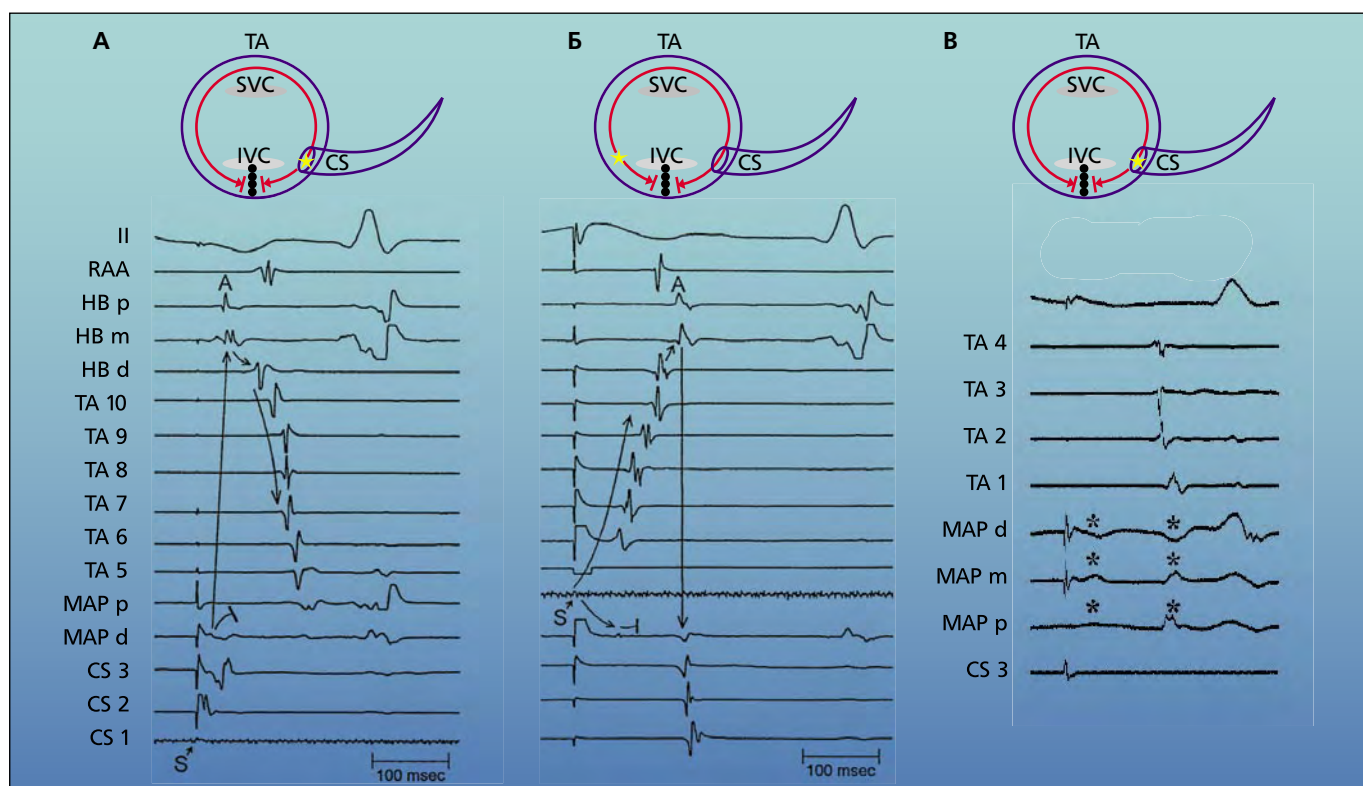 А
TA
SVC
IVC
CS
II
RAA
HB p
HB m
HB d
TA 10
TA 9
TA 8
TA 7
TA 6
TA 5
MAP p
MAP d
CS 3
CS 2
CS 1
A
S
100 msec
Б
TA
SVC
IVC
CS
A
S
100 msec
В
TA
SVC
IVC
CS
TA 4
TA 3
TA 2
TA 1
MAP d
* *
MAP m
* *
MAP p
* *
CS 3